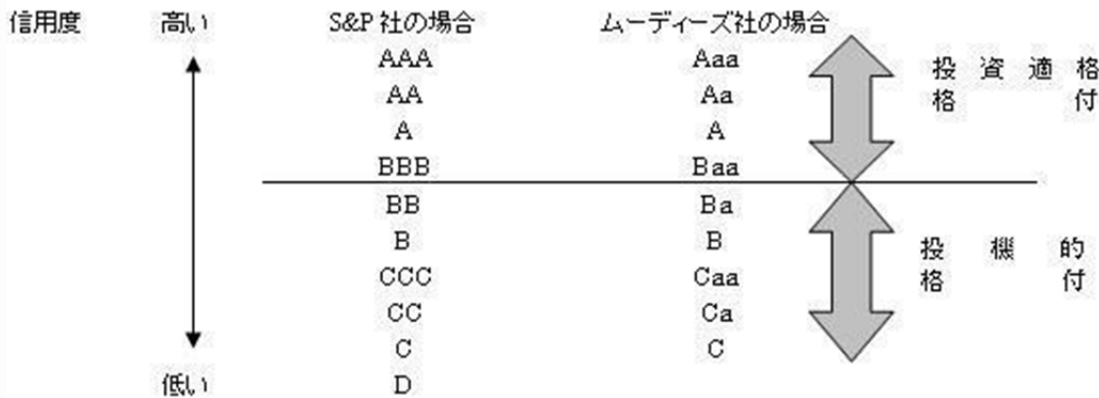 信用度 高い S&P 社の場合 ムーディーズ社の場合
AAA Aaa
AA Aa
A A
BBB Baa
投資適格
格付
BB Ba
B B
CCC Caa
CC Ca
C C
投機的
格付
低い D